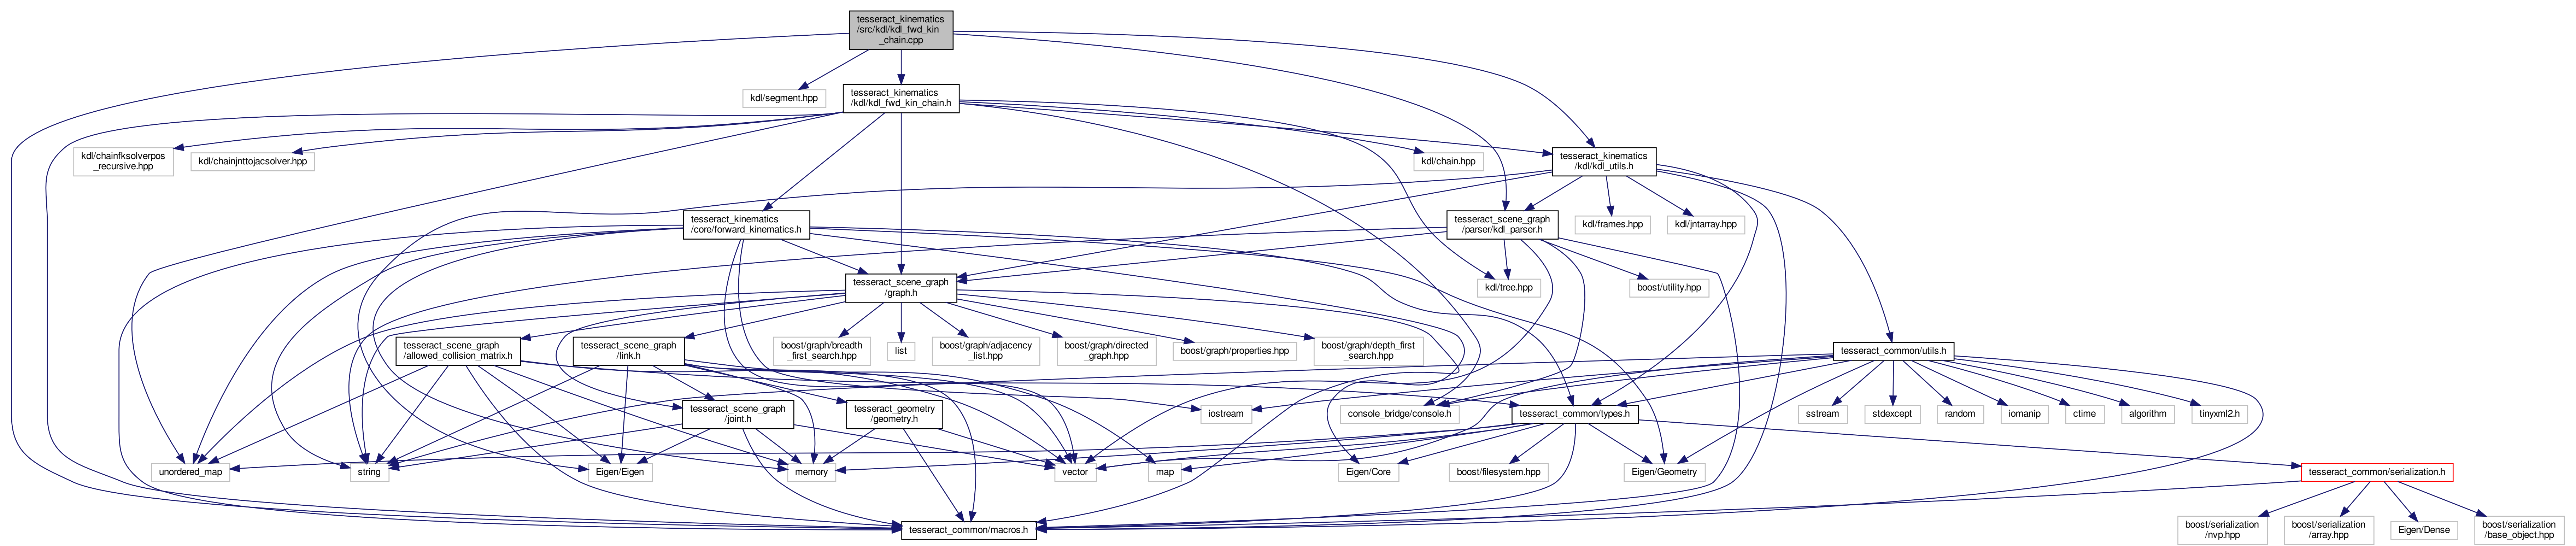 tesseract_kinematics
/src/kdl/kdl_fwd_kin
_chain.cpp
kdl/segment.hpp
tesseract_kinematics
/kdl/kdl_fwd_kin_chain.h
kdl/chainfksolverpos
_recursive.hpp
kdl/chainjnttojacsolver.hpp
kdl/chain.hpp
tesseract_kinematics
/kdl/kdl_utils.h
tesseract_kinematics
/core/forward_kinematics.h
tesseract_scene_graph
/parser/kdl_parser.h
kdl/frames.hpp
kdl/jntarray.hpp
tesseract_scene_graph
/graph.h
kdl/tree.hpp
boost/utility.hpp
tesseract_scene_graph
/allowed_collision_matrix.h
tesseract_scene_graph
/link.h
boost/graph/breadth
_first_search.hpp
list
boost/graph/adjacency
_list.hpp
boost/graph/directed
_graph.hpp
boost/graph/properties.hpp
boost/graph/depth_first
_search.hpp
tesseract_common/utils.h
tesseract_scene_graph
/joint.h
tesseract_geometry
/geometry.h
iostream
console_bridge/console.h
tesseract_common/types.h
sstream
stdexcept
random
iomanip
ctime
algorithm
tinyxml2.h
unordered_map
string
Eigen/Eigen
memory
vector
map
Eigen/Core
boost/filesystem.hpp
Eigen/Geometry
tesseract_common/serialization.h
tesseract_common/macros.h
boost/serialization
/nvp.hpp
boost/serialization
/array.hpp
Eigen/Dense
boost/serialization
/base_object.hpp